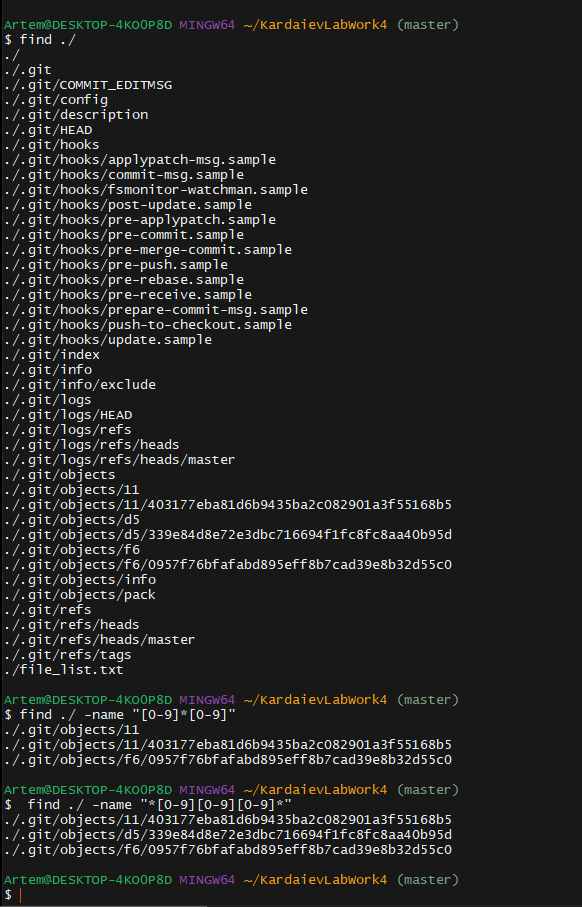 Artem@DESKTOP-4KO0P8D MINGW64 ~/KardaievLabWork4 (master)
$ find ./
./
./.git
./.git/COMMIT_EDITMSG
./.git/config
./.git/description
./.git/HEAD
./.git/hooks
./.git/hooks/applypatch-msg.sample
./.git/hooks/commit-msg.sample
./.git/hooks/fsmonitor-watchman.sample
./.git/hooks/post-update.sample
./.git/hooks/pre-applypatch.sample
./.git/hooks/pre-commit.sample
./.git/hooks/pre-merge-commit.sample
./.git/hooks/pre-push.sample
./.git/hooks/pre-rebase.sample
./.git/hooks/pre-receive.sample
./.git/hooks/prepare-commit-msg.sample
./.git/hooks/push-to-checkout.sample
./.git/hooks/update.sample
./.git/index
./.git/info
./.git/info/exclude
./.git/logs
./.git/logs/HEAD
./.git/logs/refs
./.git/logs/refs/heads
./.git/logs/refs/heads/master
./.git/objects
./.git/objects/11
./.git/objects/11/403177eba81d6b9435ba2c082901a3f55168b5
./.git/objects/d5
./.git/objects/d5/339e84d8e72e3dbc716694f1fc8fc8aa40b95d
./.git/objects/f6
./.git/objects/f6/0957f76bfafabd895eff8b7cad39e8b32d55c0
./.git/objects/info
./.git/objects/pack
./.git/refs
./.git/refs/heads
./.git/refs/heads/master
./.git/refs/tags
./file_list.txt
Artem@DESKTOP-4KO0P8D MINGW64 ~/KardaievLabWork4 (master)
$ find ./ -name "[0-9]*[0-9]"
./.git/objects/11
./.git/objects/11/403177eba81d6b9435ba2c082901a3f55168b5
./.git/objects/f6/0957f76bfafabd895eff8b7cad39e8b32d55c0
Artem@DESKTOP-4KO0P8D MINGW64 ~/KardaievLabWork4 (master)
$  find ./ -name "*[0-9][0-9][0-9]*"
./.git/objects/11/403177eba81d6b9435ba2c082901a3f55168b5
./.git/objects/d5/339e84d8e72e3dbc716694f1fc8fc8aa40b95d
./.git/objects/f6/0957f76bfafabd895eff8b7cad39e8b32d55c0
Artem@DESKTOP-4KO0P8D MINGW64 ~/KardaievLabWork4 (master)
$